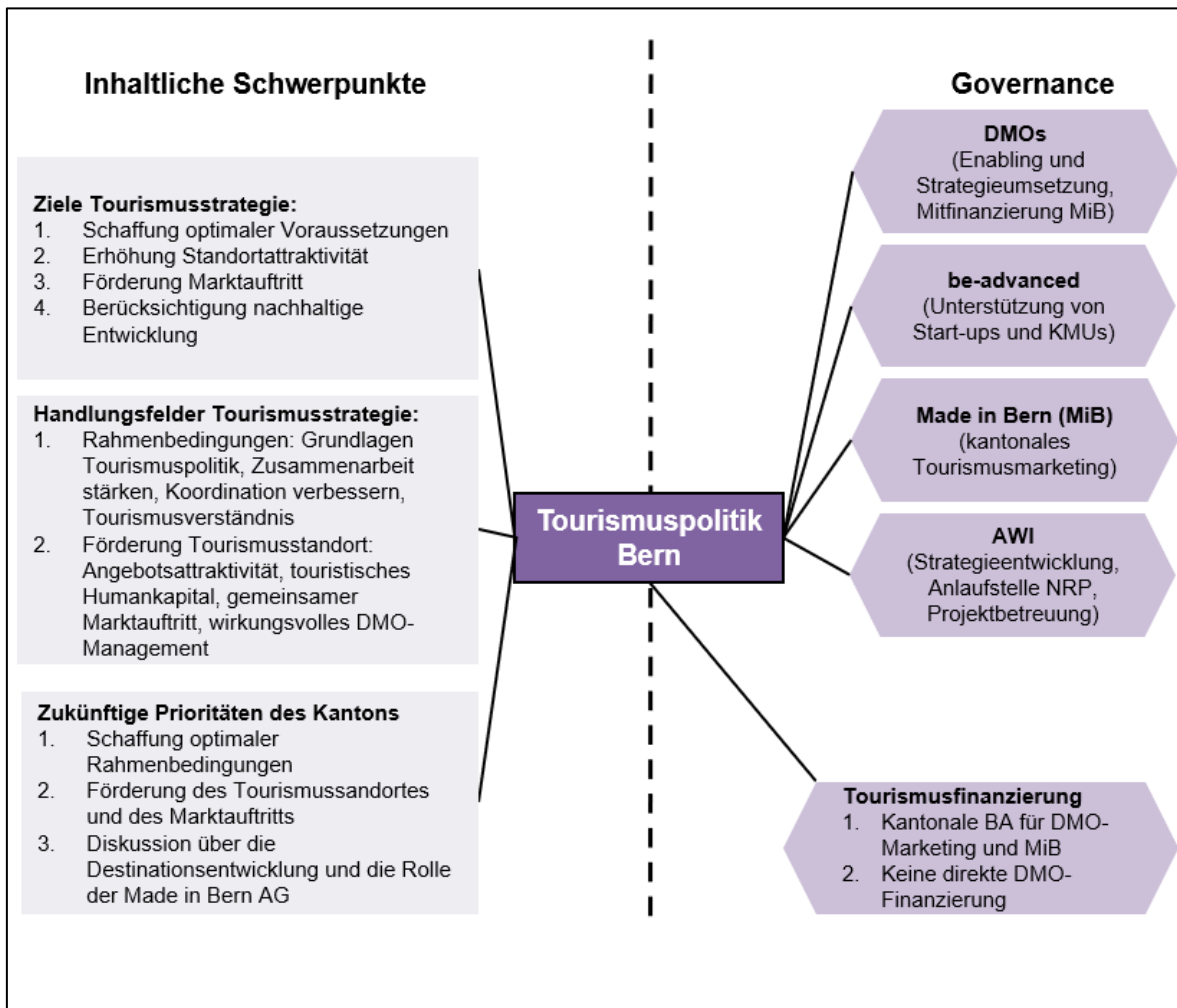 Inhaltliche Schwerpunkte
Ziele Tourismusstrategie:
1. Schaffung optimaler Voraussetzungen
2. Erhöhung Standortattraktivität
3. Förderung Marktauftritt
4. Berücksichtigung nachhaltige
Entwicklung
Handlungsfelder Tourismusstrategie:
1. Rahmenbedingungen: Grundlagen
Tourismuspolitik, Zusammenarbeit
stärken, Koordination verbessern,
Tourismusverständnis
2. Förderung Tourismusstandort:
Angebotsattraktivität, touristisches
Humankapital, gemeinsamer
Marktauftritt, wirkungsvolles DMO-
Management
Zukünftige Prioritäten des Kantons
1. Schaffung optimaler
Rahmenbedingungen
2. Förderung des Tourismussandortes
und des Marktauftritts
3. Diskussion über die
Destinationsentwicklung und die Rolle
der Made in Bern AG
Tourismuspolitik
Bern
Governance
DMOs
(Enabling und
Strategieumsetzung,
Mitfinanzierung MiB)
be-advanced
(Unterstützung von
Start-ups und KMUs)
Made in Bern (MiB)
(kantonales
Tourismusmarketing)
AWI
(Strategieentwicklung,
Anlaufstelle NRP,
Projektbetreuung)
Tourismusfinanzierung
1. Kantonale BA für DMO-
Marketing und MiB
2. Keine direkte DMO-
Finanzierung